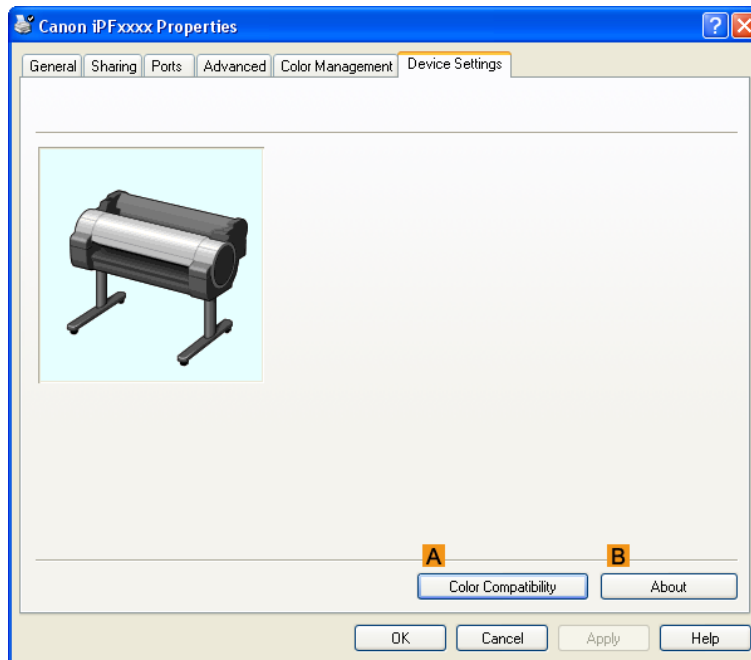 Canon iPFxxxx Properties
General Sharing Ports Advanced Color Management Device Settings
A B
Color Compatibility About
OK Cancel Apply Help